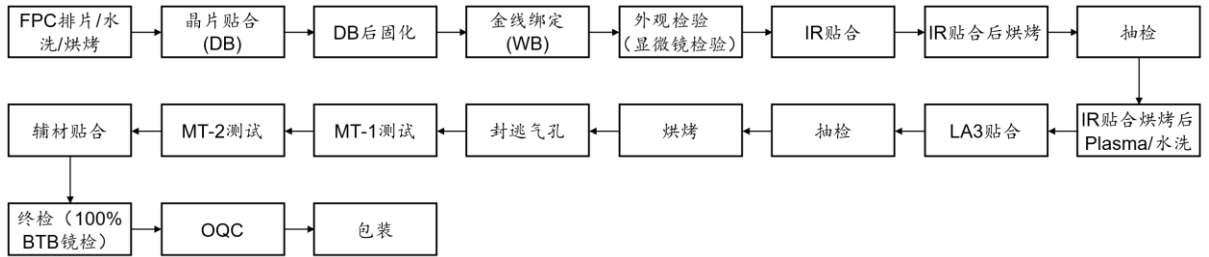 FPC排片/水
洗/烘烤
晶片贴合
(DB)
DB后固化
金线绑定
(WB)
外观检验
(显微镜检验)
IR贴合
IR贴合后烘烤
抽检
IR贴合烘烤后
Plasma/水洗
LA3贴合
抽检
烘烤
封逃气孔
MT-1测试
MT-2测试
辅材贴合
终检（100%
BTB镜检）
OQC
包装